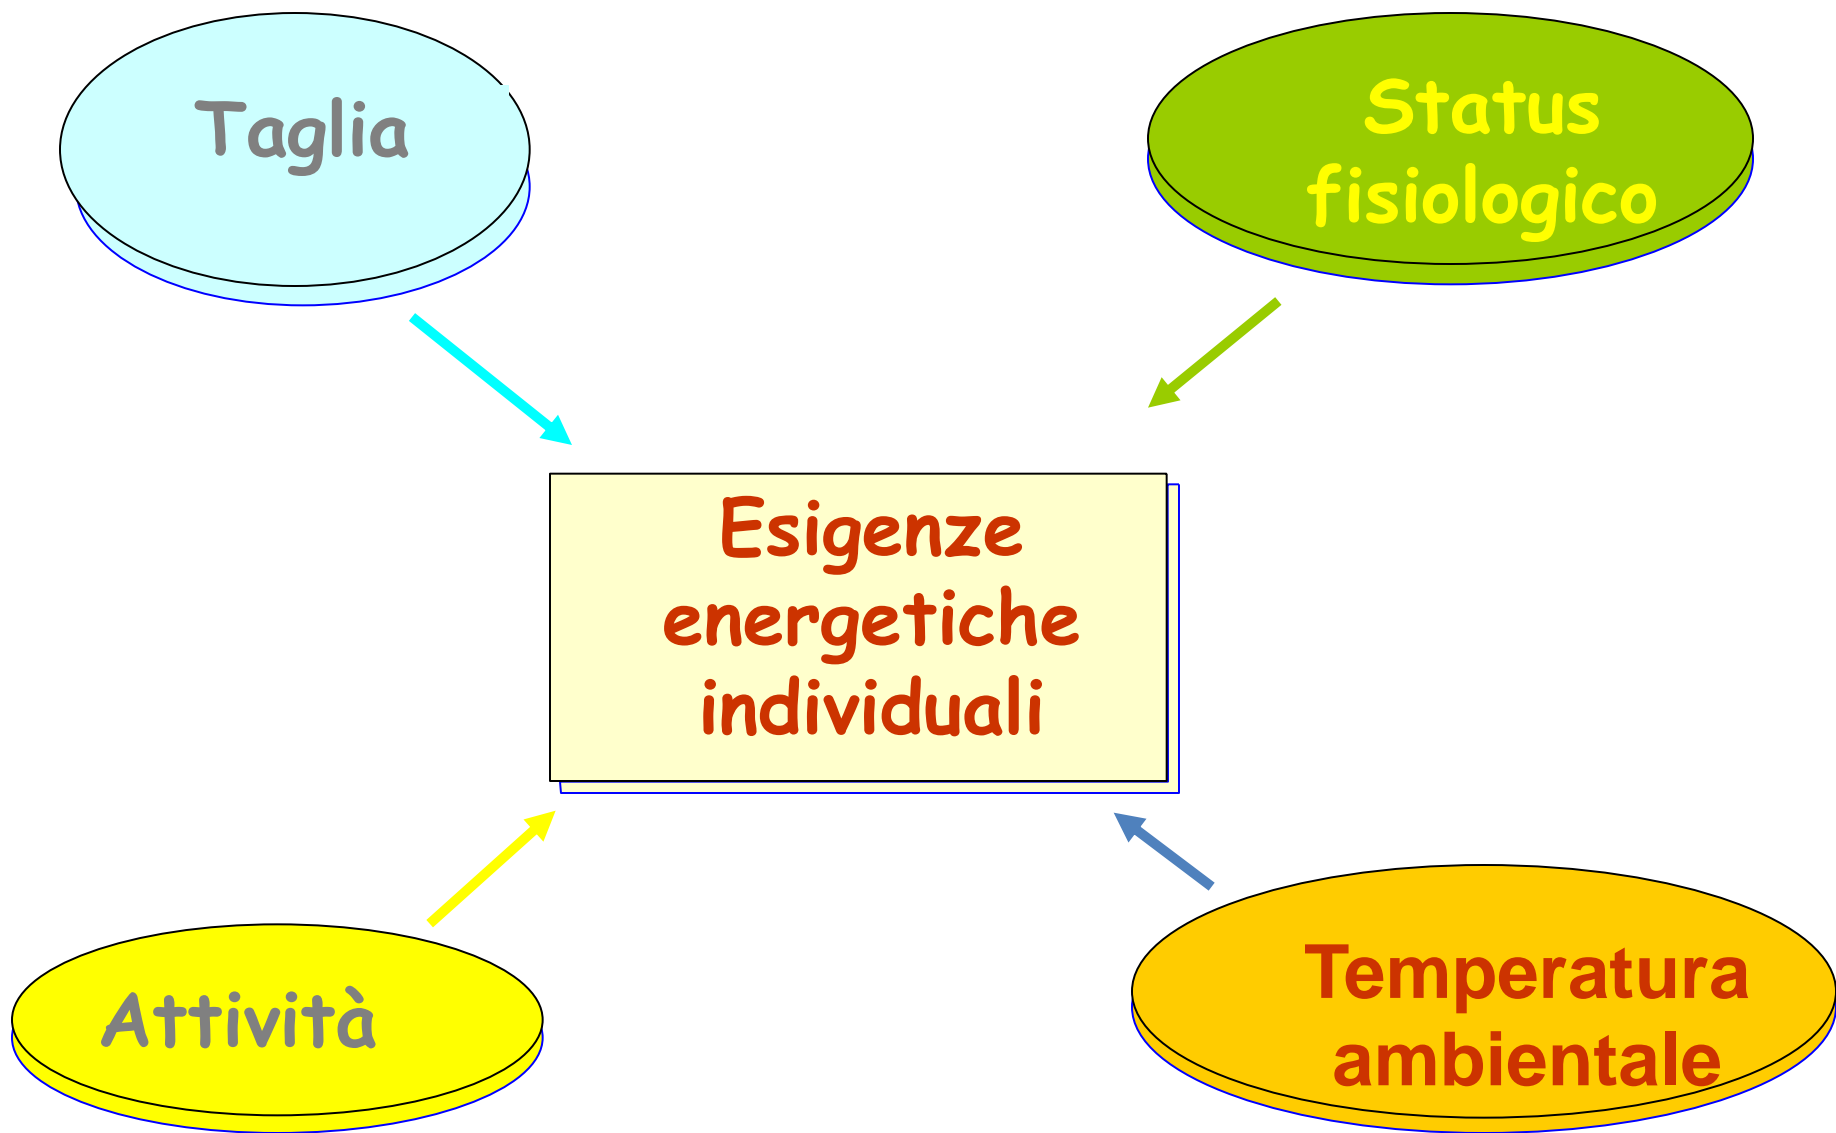 Taglia
Status
fisiologico
Esigenze
energetiche
individuali
Attività
Temperatura
ambientale